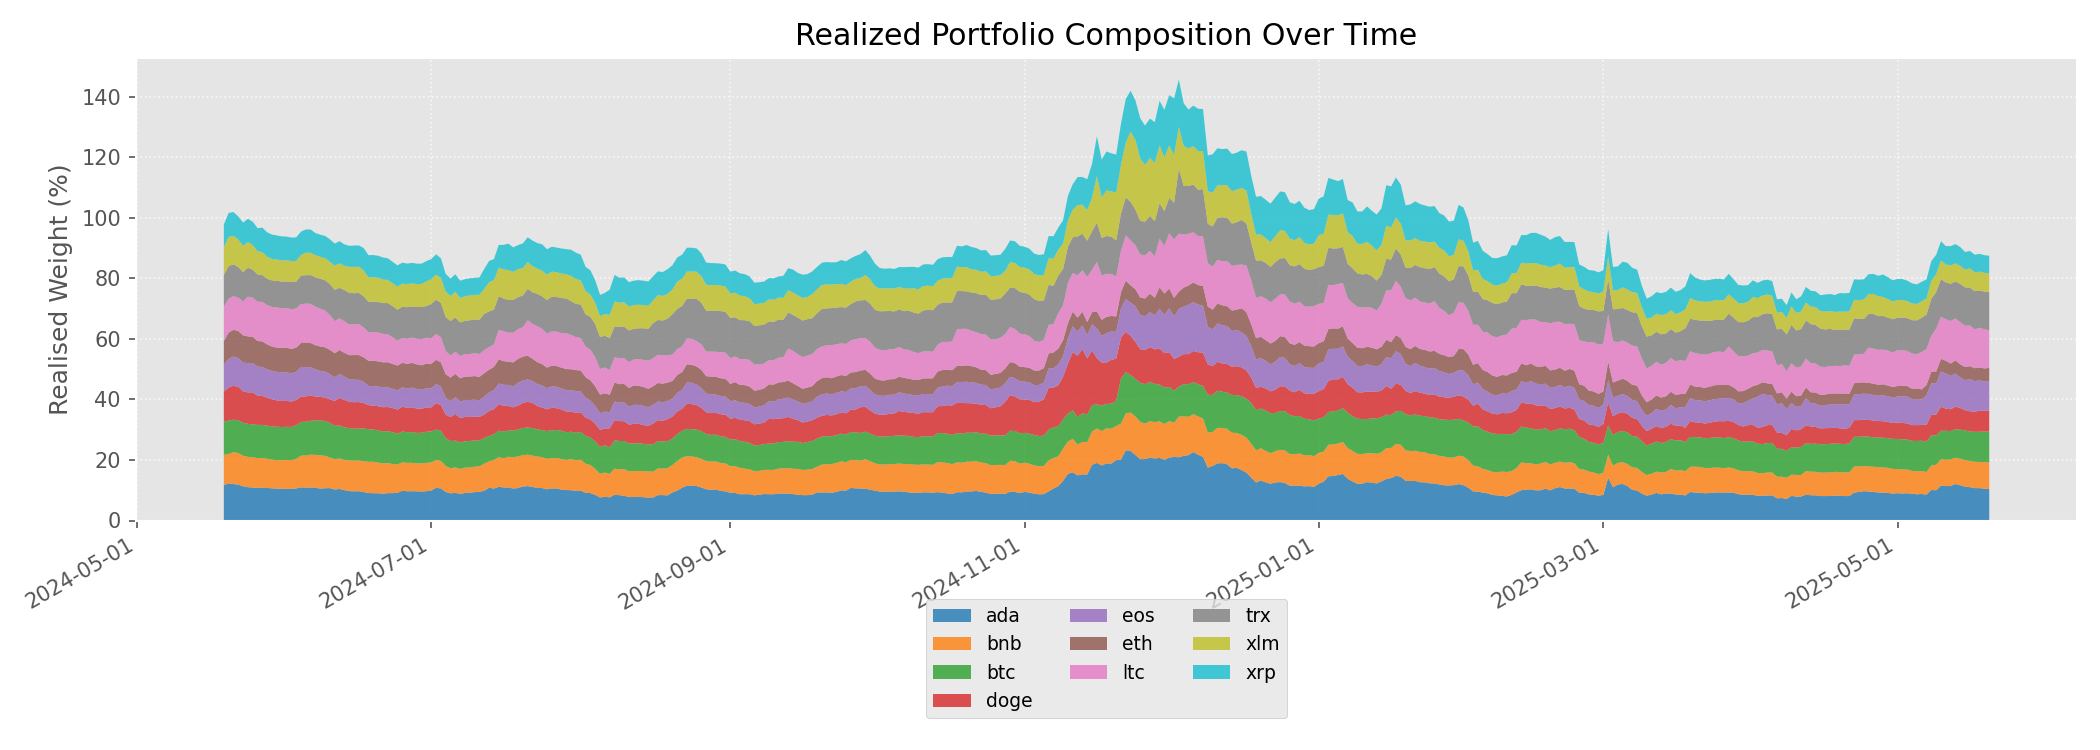 Realized Portfolio Composition Over Time
Realised Weight (%)
140
120
100
80
60
40
20
0
2024-05-01
2024-07-01
2024-09-01
2024-11-01
2025-01-01
2025-03-01
2025-05-01
ada
bnb
btc
doge
eos
eth
ltc
trx
xlm
xrp